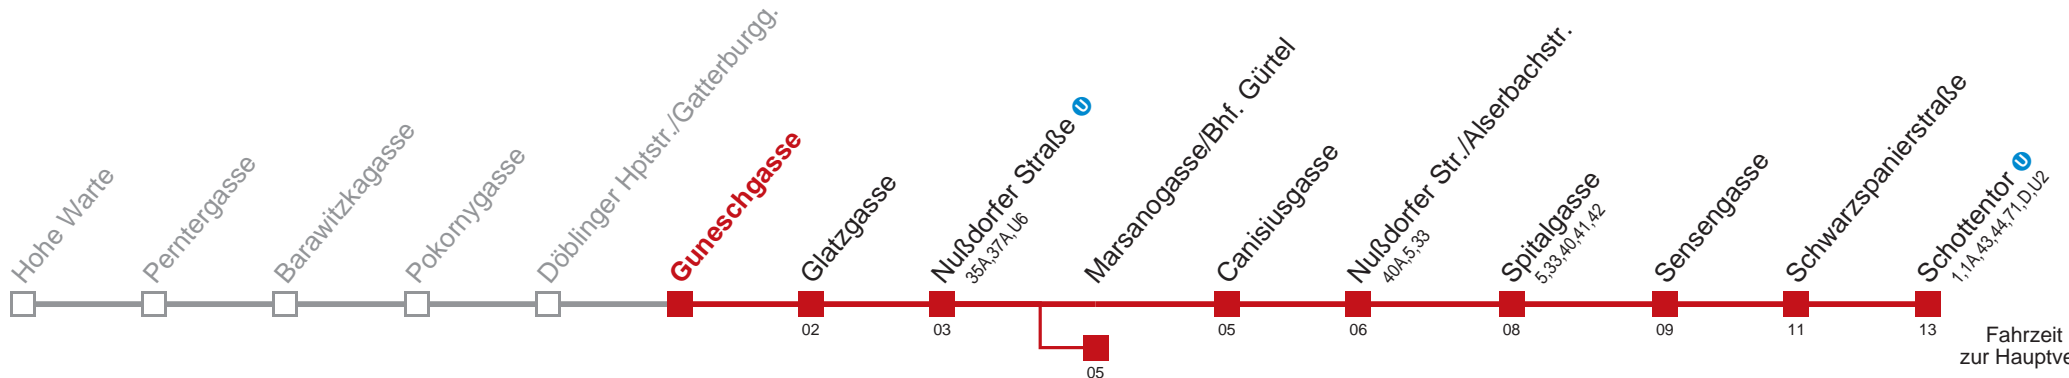 Hohe Warte
Perntergasse
Barawitzkagasse
Pokornygasse
Döblinger Hptstr./Gatterburgg.
Guneschgasse
Glatzgasse
02
Nußdorfer Straße U
35A,37A,U6
03
Marsanogasse/Bhf. Gürtel
05
Canisiusgasse
05
Nußdorfer Str./Alserbachstr.
40A,5,33
06
Spitalgasse
5,33,40,41,42
08
Sensengasse
09
Schwarzspanierstraße
11
Schottentor U
1,1A,43,44,71,D,U2
13
Fahrzeit
zur Hauptve